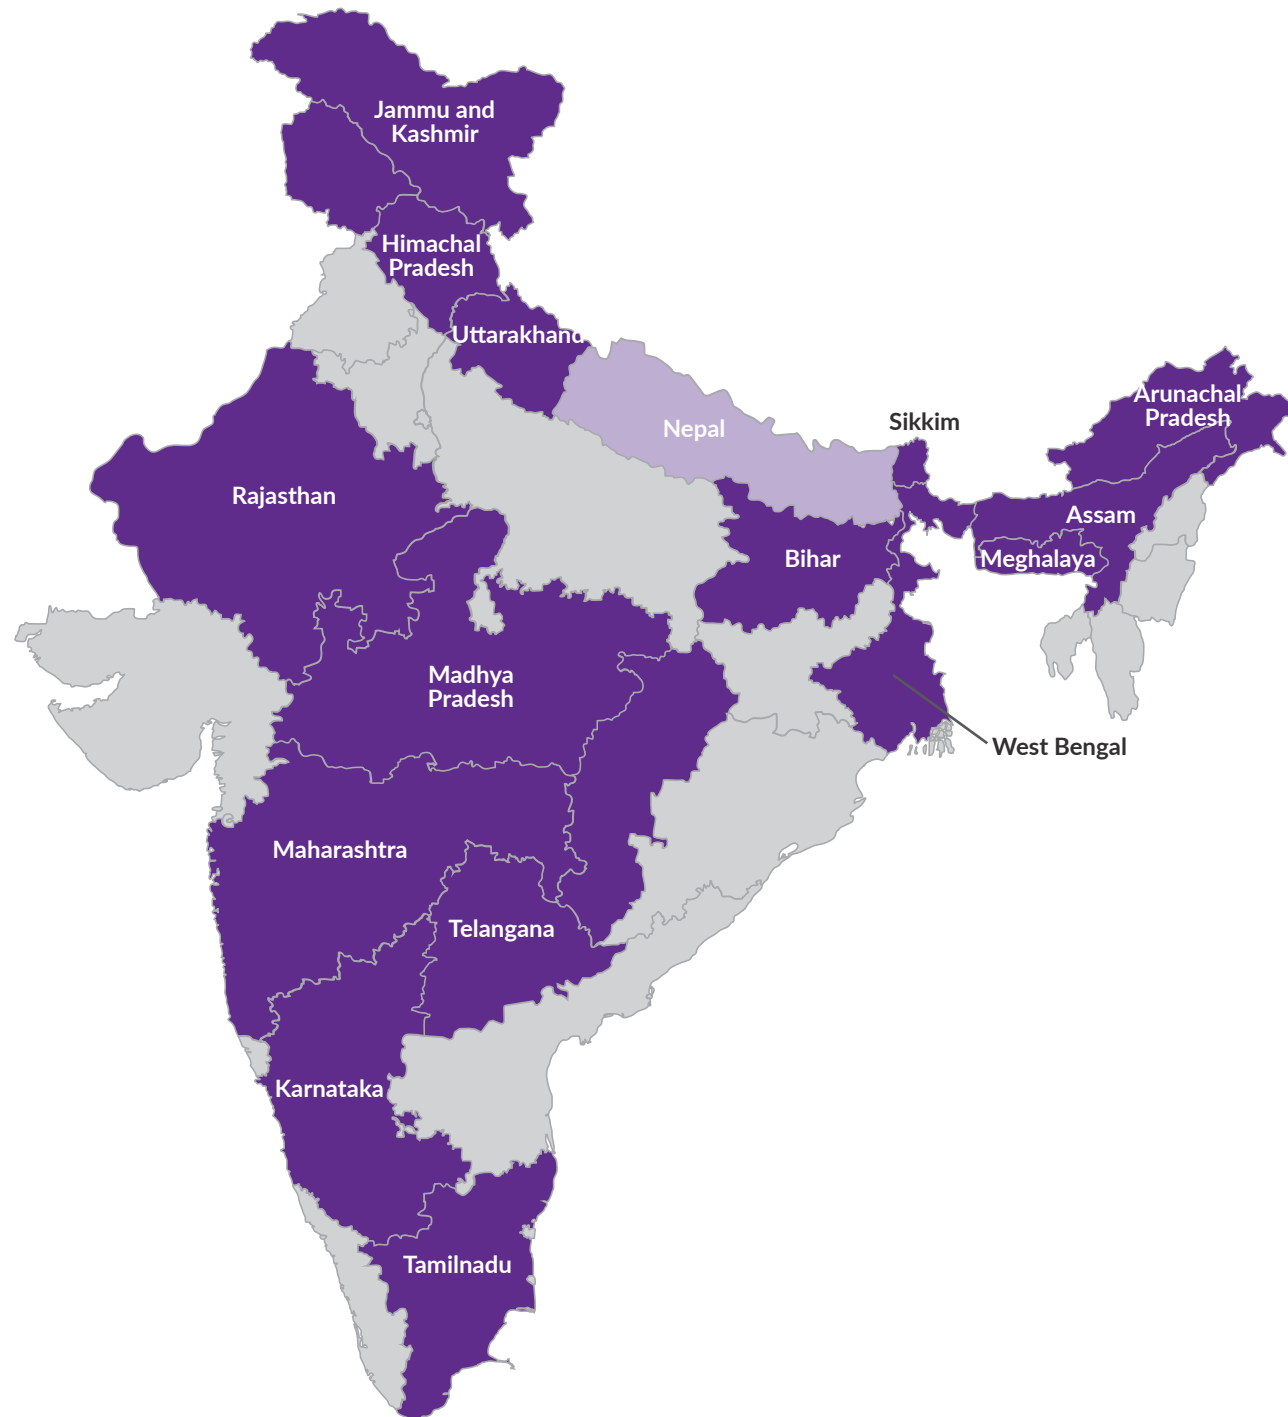 Jammu and
Kashmir
Himachal
Pradesh
Uttarakhand
Nepal
Sikkim
Arunachal
Pradesh
Rajasthan
Assam
Bihar
Meghalaya
Madhya
Pradesh
West Bengal
Maharashtra
Telangana
Karnataka
Tamilnadu